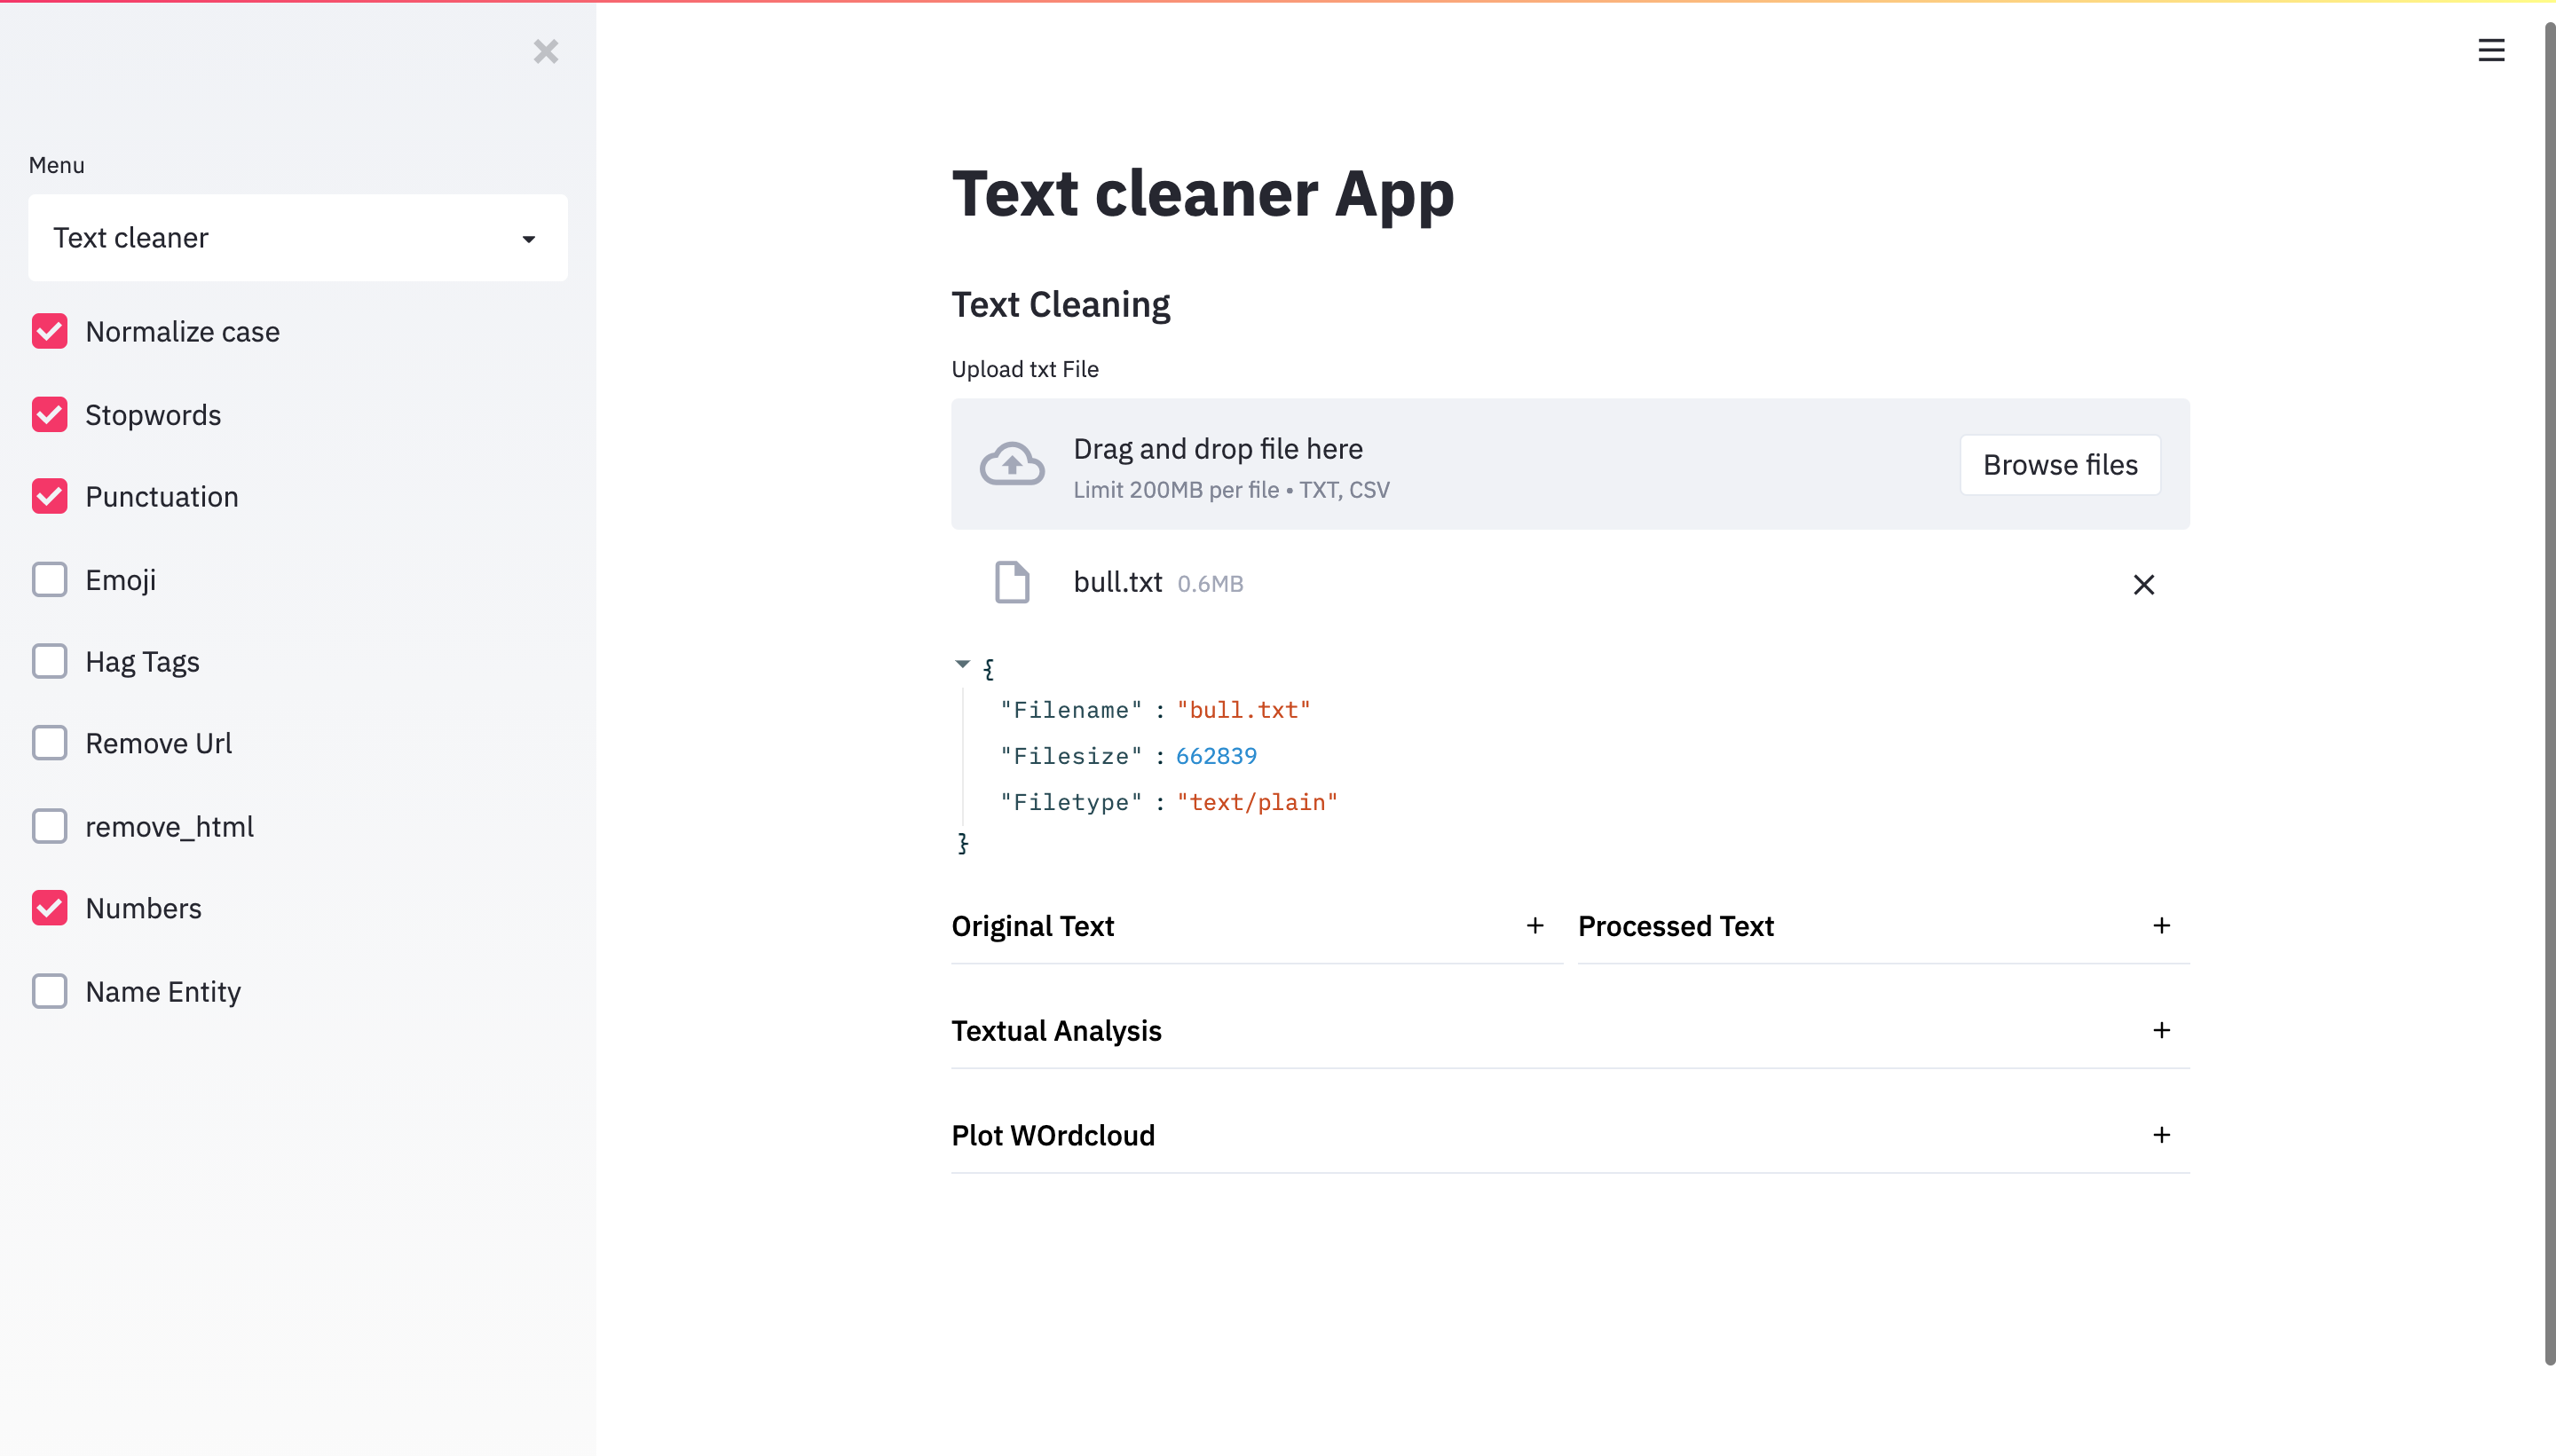 Menu
Text cleaner
Normalize case
Stopwords
Punctuation
Emoji
Hag Tags
Remove Url
remove_html
Numbers
Name Entity
Text cleaner App
Text Cleaning
Upload txt File
Drag and drop file here
Limit 200MB per file • TXT, CSV
Browse files
bull.txt 0.6MB
{
"Filename" : "bull.txt"
"Filesize" : 662839
"Filetype" : "text/plain"
}
Original Text
Processed Text
Textual Analysis
Plot WOrdcloud